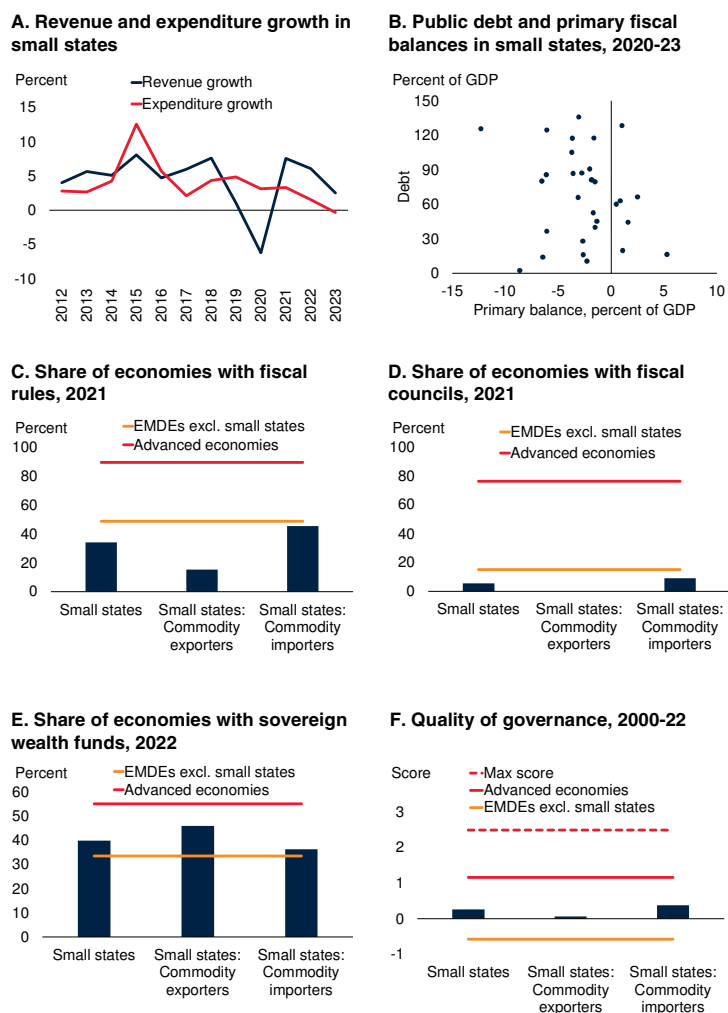 A. Revenue and expenditure growth in
small states
Percent
Revenue growth
Expenditure growth
15
10
5
0
-5
-10
2012
2013
2014
2015
2016
2017
2018
2019
2020
2021
2022
2023
B. Public debt and primary fiscal
balances in small states, 2020-23
Percent of GDP
150
120
90
60
30
0
Debt
-15 -10 -5 0 5 10
Primary balance, percent of GDP
C. Share of economies with fiscal
rules, 2021
Percent
EMDEs excl. small states
Advanced economies
100
80
60
40
20
0
Small states
Small states:
Commodity
exporters
Small states:
Commodity
importers
D. Share of economies with fiscal
councils, 2021
Percent
EMDEs excl. small states
Advanced economies
100
80
60
40
20
0
Small states
Small states:
Commodity
exporters
Small states:
Commodity
importers
E. Share of economies with sovereign
wealth funds, 2022
Percent
EMDEs excl. small states
Advanced economies
60
50
40
30
20
10
0
Small states
Small states:
Commodity
exporters
Small states:
Commodity
importers
F. Quality of governance, 2000-22
Score
Max score
Advanced economies
EMDEs excl. small states
3
2
1
0
-1
Small states
Small states:
Commodity
exporters
Small states:
Commodity
importers